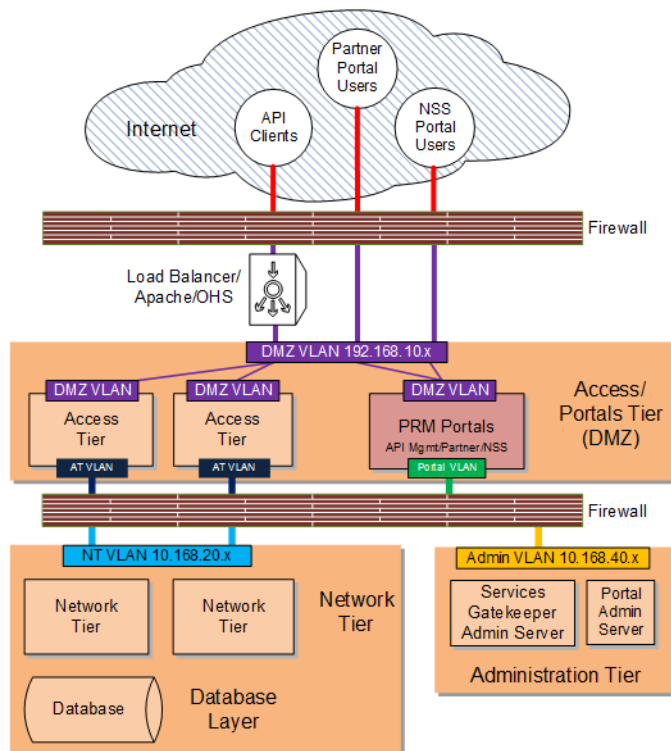 Partner
Portal
Users
API
Clients
NSS
Portal
Users
Internet
Firewall
Load Balancer/
Apache/OHS
DMZ VLAN 192.168.10.x
DMZ VLAN
DMZ VLAN
DMZ VLAN
Access
Tier
Access
Tier
PRM Portals
API Mgmt/Partner/NSS
Access/
Portals Tier
(DMZ)
AT VLAN
AT VLAN
Portal VLAN
Firewall
NT VLAN 10.168.20.x
Admin VLAN 10.168.40.x
Network
Tier
Network
Tier
Network
Tier
Services
Gatekeeper
Admin Server
Portal
Admin
Server
Administration Tier
Database
Database
Layer